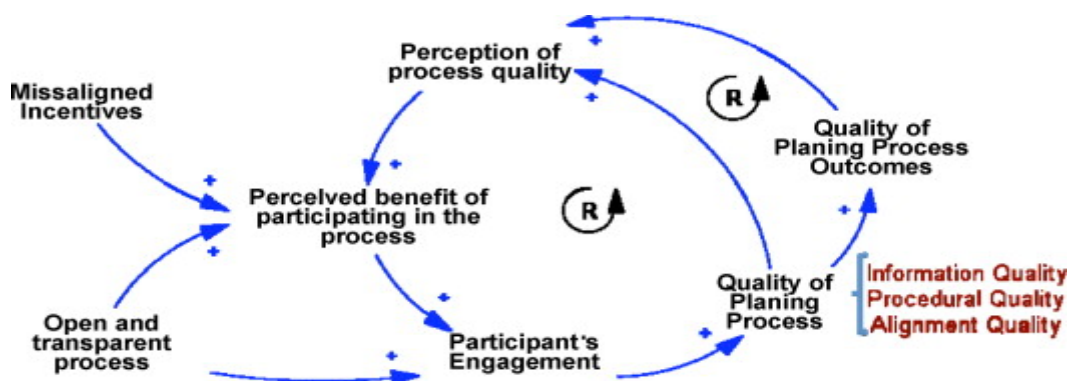 Perception of
process quality
Missaligned
Incentives
R
Quality of
Planing Process
Outcomes
Perceived benefit of
participating in the
process
R
Quality of
Planing
Process
Information Quality
Procedural Quality
Alignment Quality
Open and
transparent
process
Participant's
Engagement
+
+
+
+
+
+
+
+
+